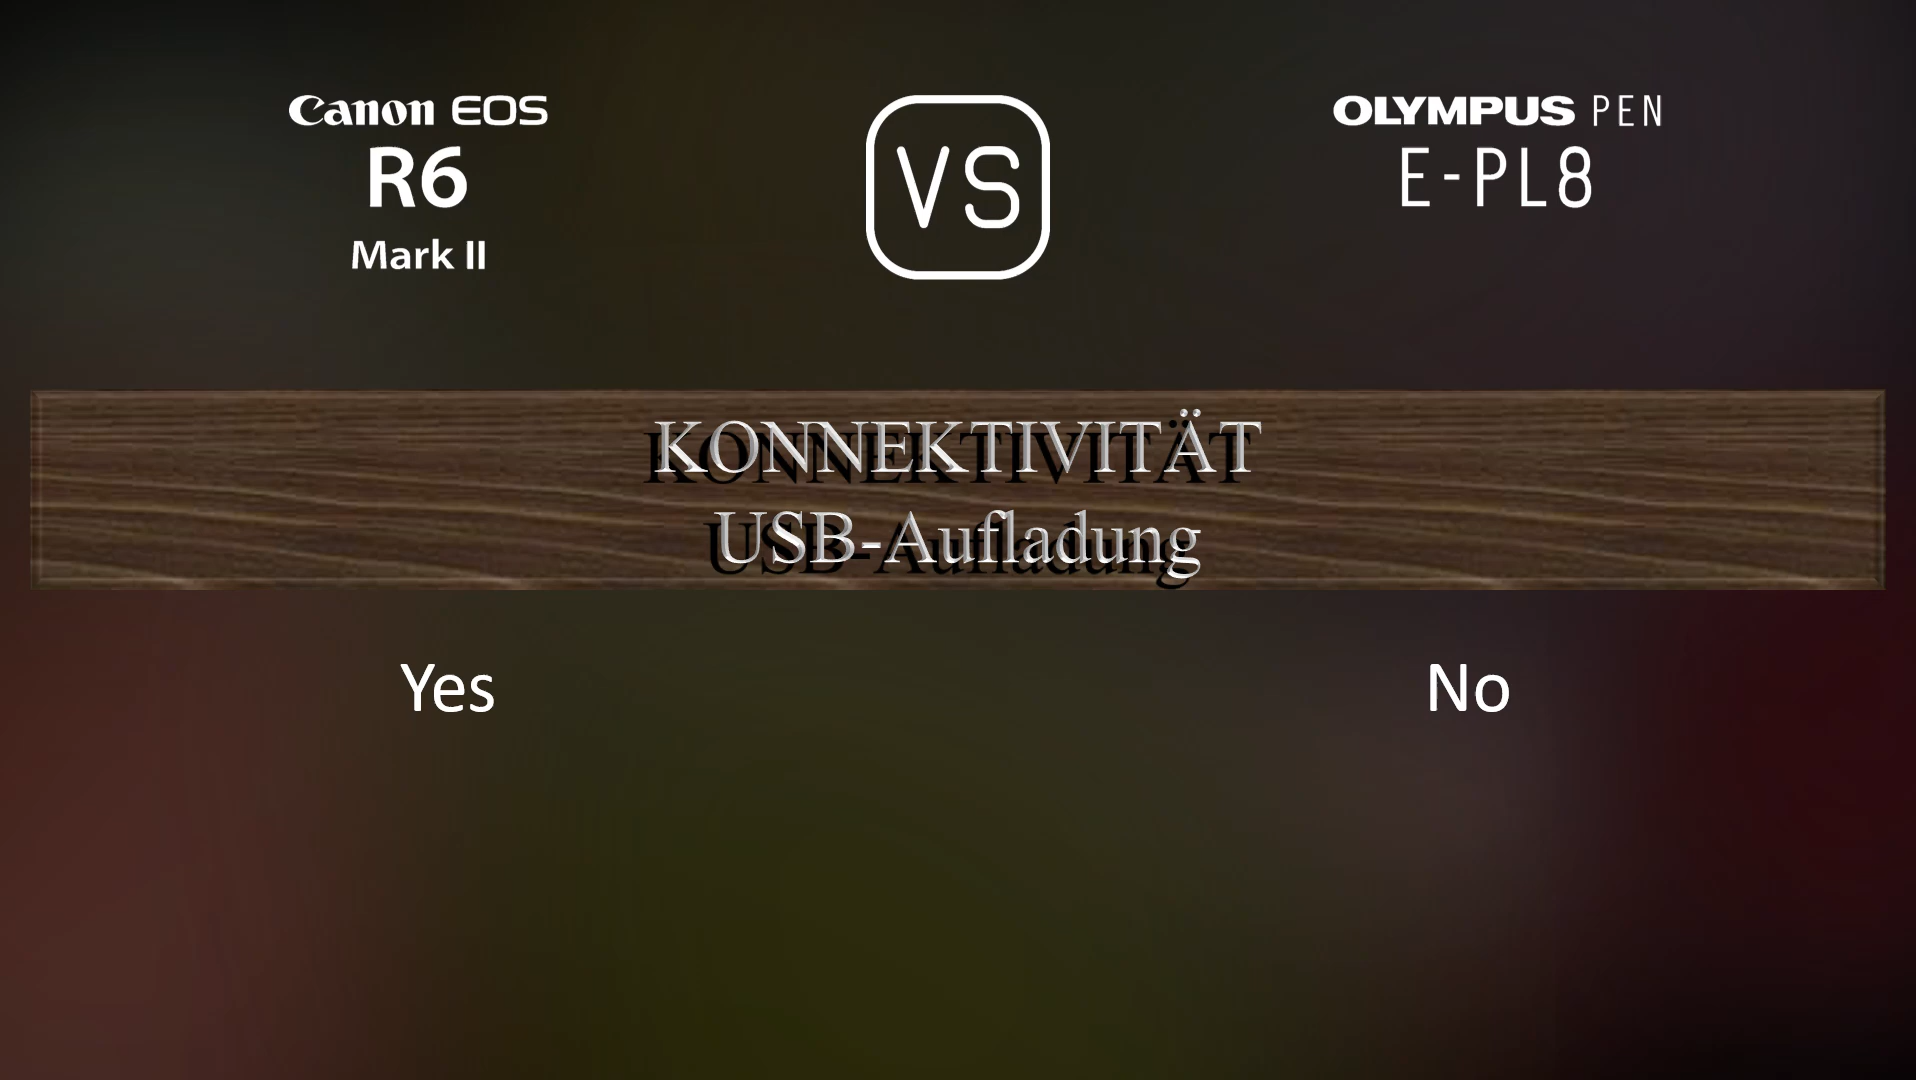 Canon EOS
R6
Mark II
VS
OLYMPUS PEN
E-PL8
KONNEKTIVITÄT
USB-Aufladung
Yes
No